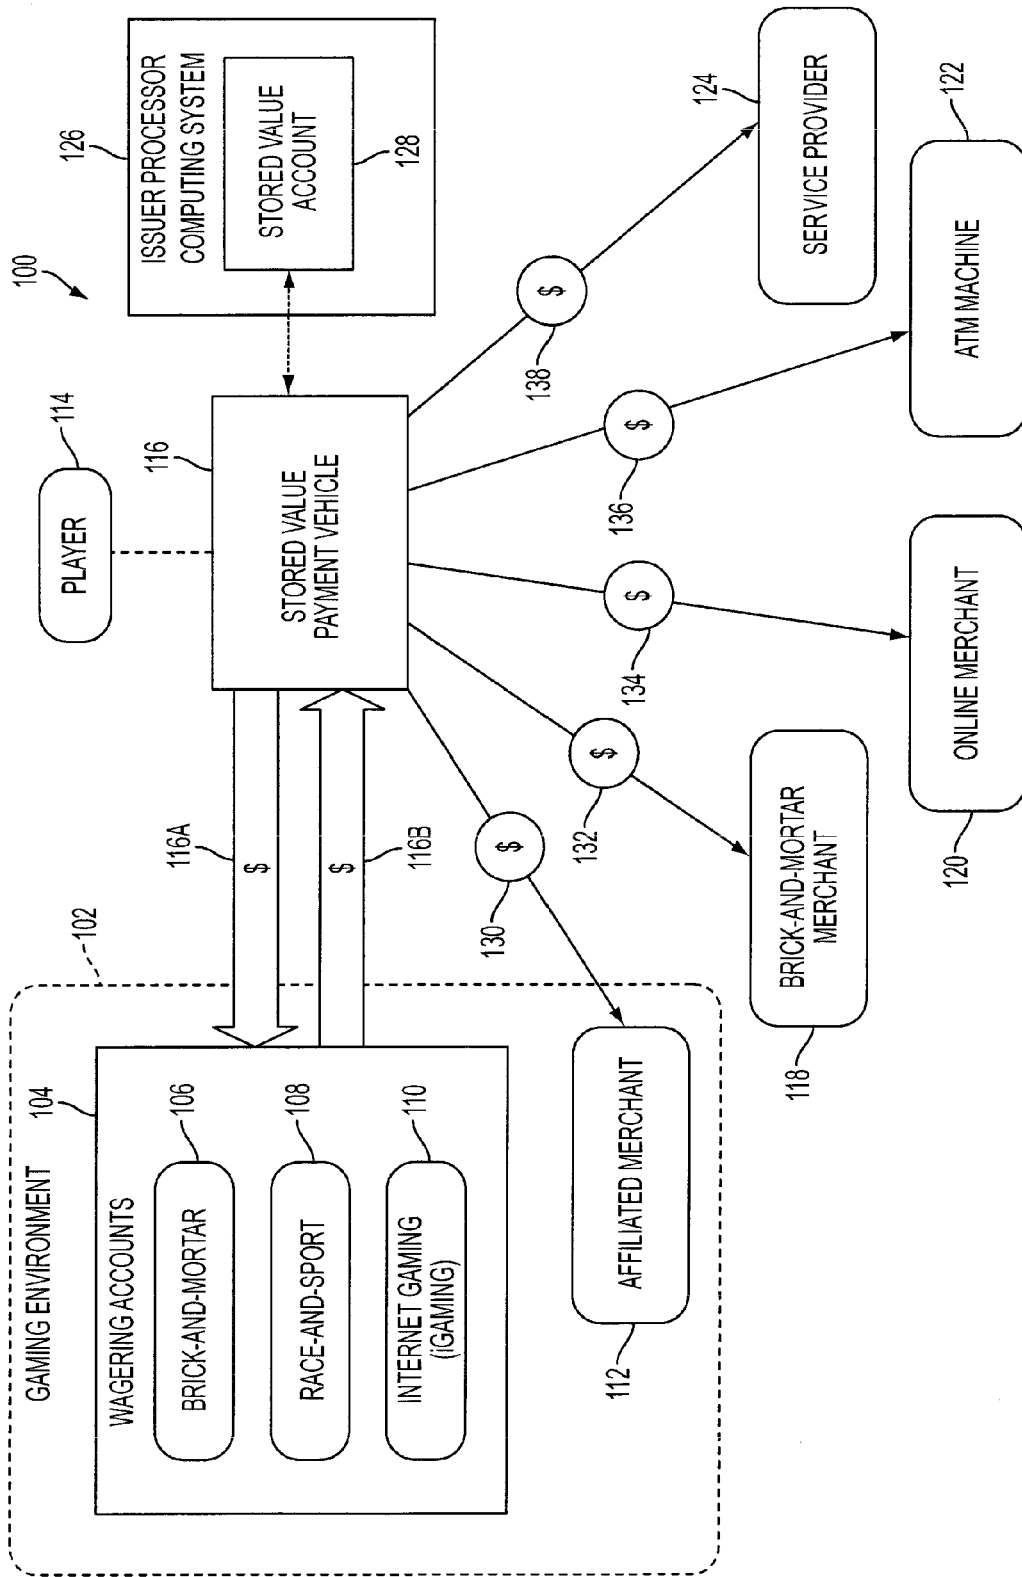 100
GAMING ENVIRONMENT
102
WAGERING ACCOUNTS
104
BRICK-AND-MORTAR
106
RACE-AND-SPORT
108
INTERNET GAMING
(iGAMING)
110
AFFILIATED MERCHANT
112
116A
$
$
116B
PLAYER
114
STORED VALUE
PAYMENT VEHICLE
116
ISSUER PROCESSOR
COMPUTING SYSTEM
126
STORED VALUE
ACCOUNT
128
$
130
$
132
$
134
$
136
$
138
BRICK-AND-MORTAR
MERCHANT
118
ONLINE MERCHANT
120
ATM MACHINE
122
SERVICE PROVIDER
124